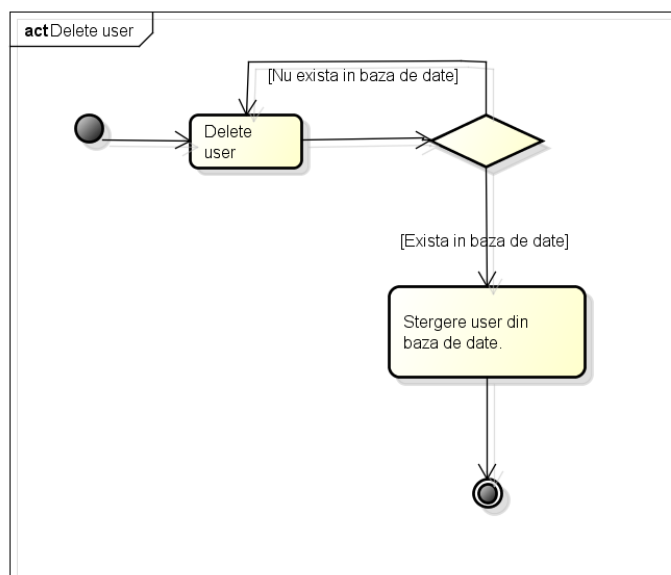 act Delete user
[Nu exista in baza de date]
Delete
user
[Exista in baza de date]
Stergere user din
baza de date.